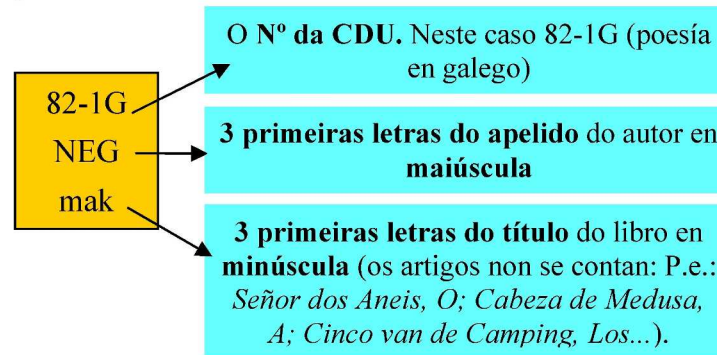 82-1G
NEG
mak
O Nº da CDU. Neste caso 82-1G (poesía
en galego)
3 primeiras letras do apelido do autor en
maiúscula
3 primeiras letras do título do libro en
minúscula (os artigos non se contan: P.e.:
Señor dos Aneis, O; Cabeza de Medusa,
A; Cinco van de Camping, Los...).